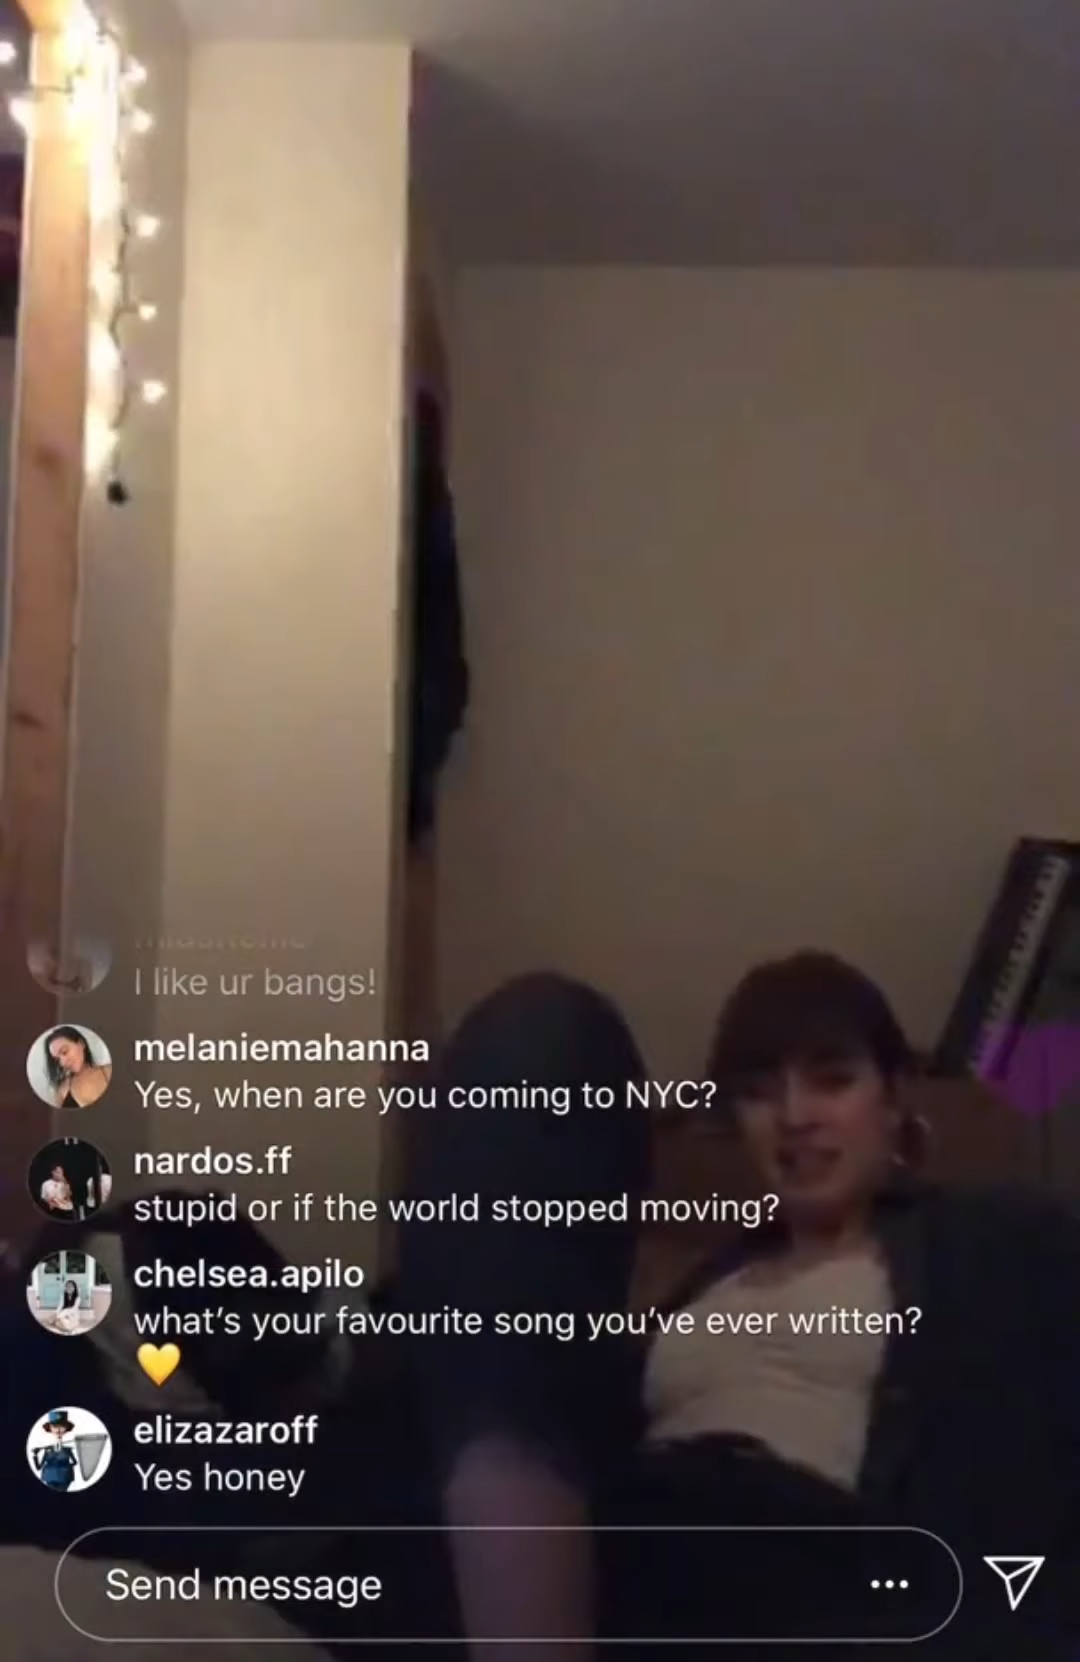 I like ur bangs!
melaniemahanna
Yes, when are you coming to NYC?
nardos.ff
stupid or if the world stopped moving?
chelsea.apilo
what's your favourite song you've ever written?
💛
elizazaroff
Yes honey
Send message